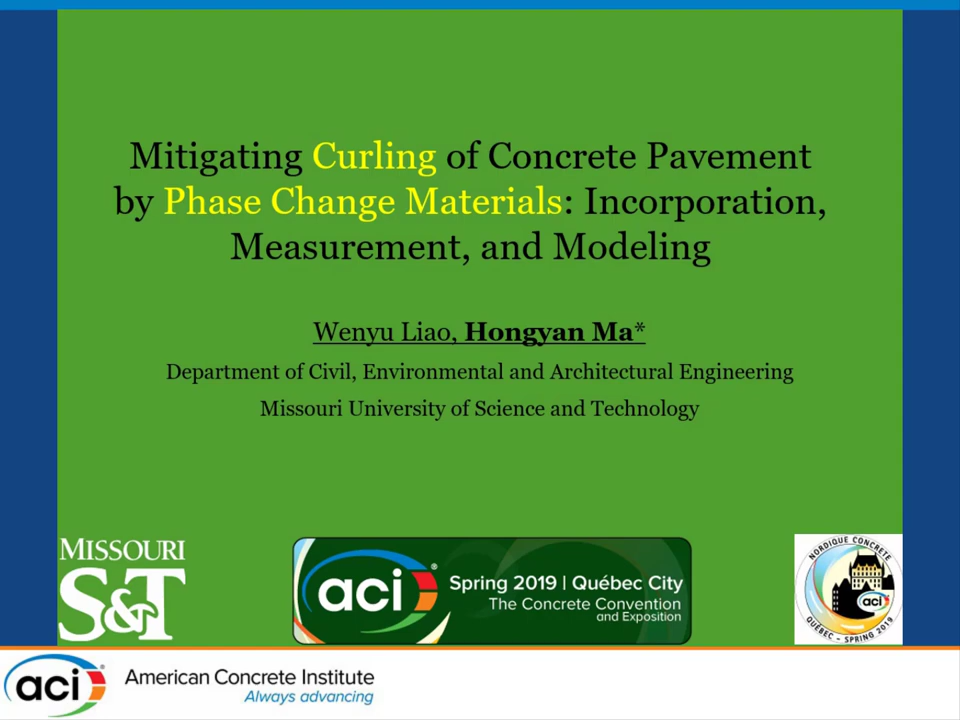 Mitigating Curling of Concrete Pavement
by Phase Change Materials: Incorporation,
Measurement, and Modeling
Wenyu Liao, Hongyan Ma*
Department of Civil, Environmental and Architectural Engineering
Missouri University of Science and Technology
MISSOURI
S&T
aci®
Spring 2019 | Québec City
The Concrete Convention
and Exposition
NORDIQUE CONCRETE
aci
QUÉBEC - SPRING 2019
aci®
American Concrete Institute
Always advancing